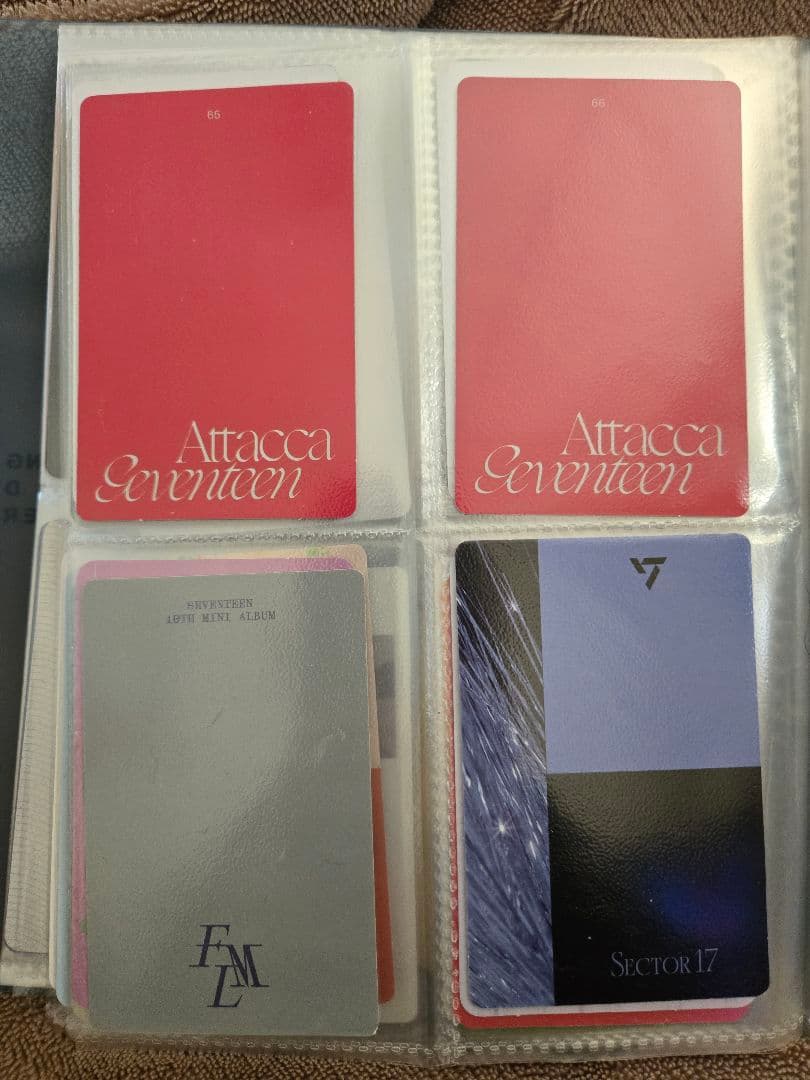 65
Attacca
Seventeen
66
Attacca
Seventeen
SEVENTEEN
10TH MINI ALBUM
FML
SECTOR 17